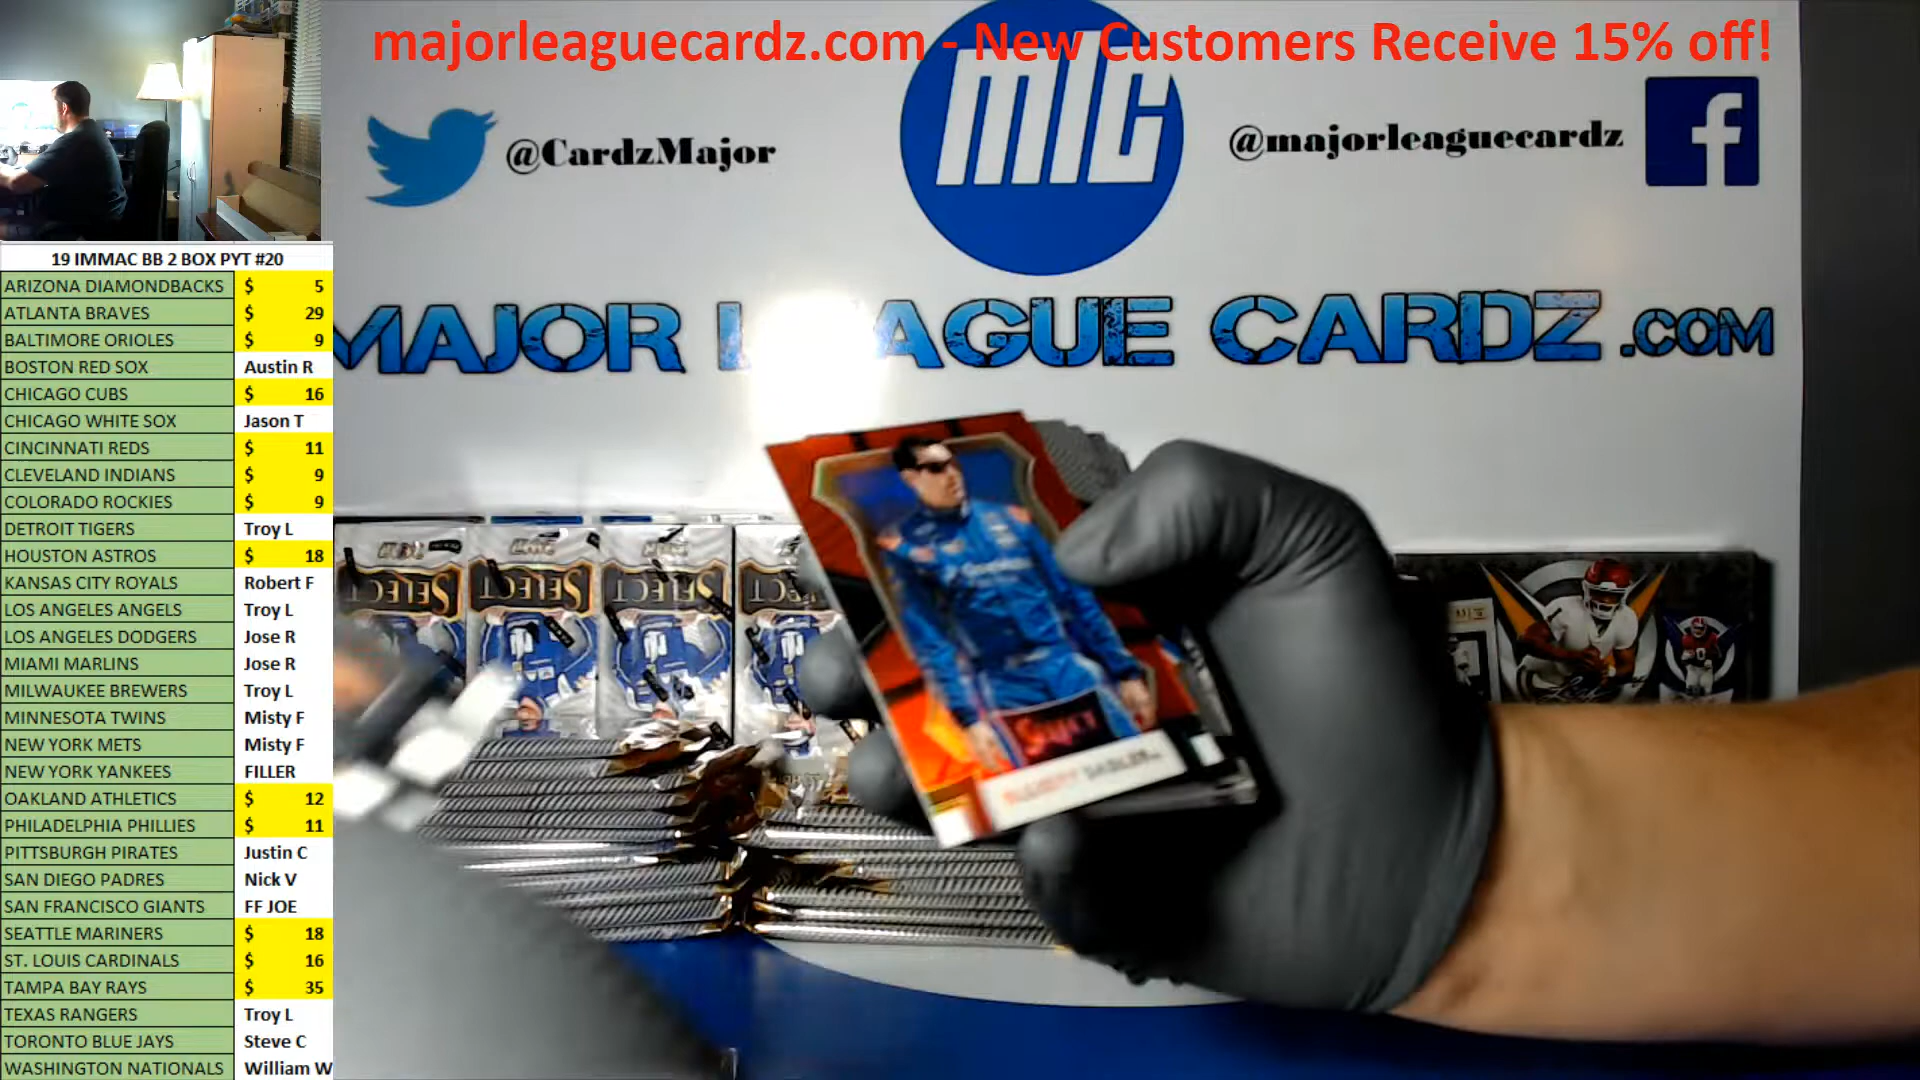 majorleaguecardz.com - New Customers Receive 15% off!
@CardzMajor
MLC
@majorleaguecardz
f
MAJOR LEAGUE CARDZ .COM
19 IMMAC BB 2 BOX PYT #20
ARIZONA DIAMONDBACKS $ 5
ATLANTA BRAVES $ 29
BALTIMORE ORIOLES $ 9
BOSTON RED SOX Austin R
CHICAGO CUBS $ 16
CHICAGO WHITE SOX Jason T
CINCINNATI REDS $ 11
CLEVELAND INDIANS $ 9
COLORADO ROCKIES $ 9
DETROIT TIGERS Troy L
HOUSTON ASTROS $ 18
KANSAS CITY ROYALS Robert F
LOS ANGELES ANGELS Troy L
LOS ANGELES DODGERS Jose R
MIAMI MARLINS Jose R
MILWAUKEE BREWERS Troy L
MINNESOTA TWINS Misty F
NEW YORK METS Misty F
NEW YORK YANKEES FILLER
OAKLAND ATHLETICS $ 12
PHILADELPHIA PHILLIES $ 11
PITTSBURGH PIRATES Justin C
SAN DIEGO PADRES Nick V
SAN FRANCISCO GIANTS FF JOE
SEATTLE MARINERS $ 18
ST. LOUIS CARDINALS $ 16
TAMPA BAY RAYS $ 35
TEXAS RANGERS Troy L
TORONTO BLUE JAYS Steve C
WASHINGTON NATIONALS William W
SELECT SELECT SELECT SELECT